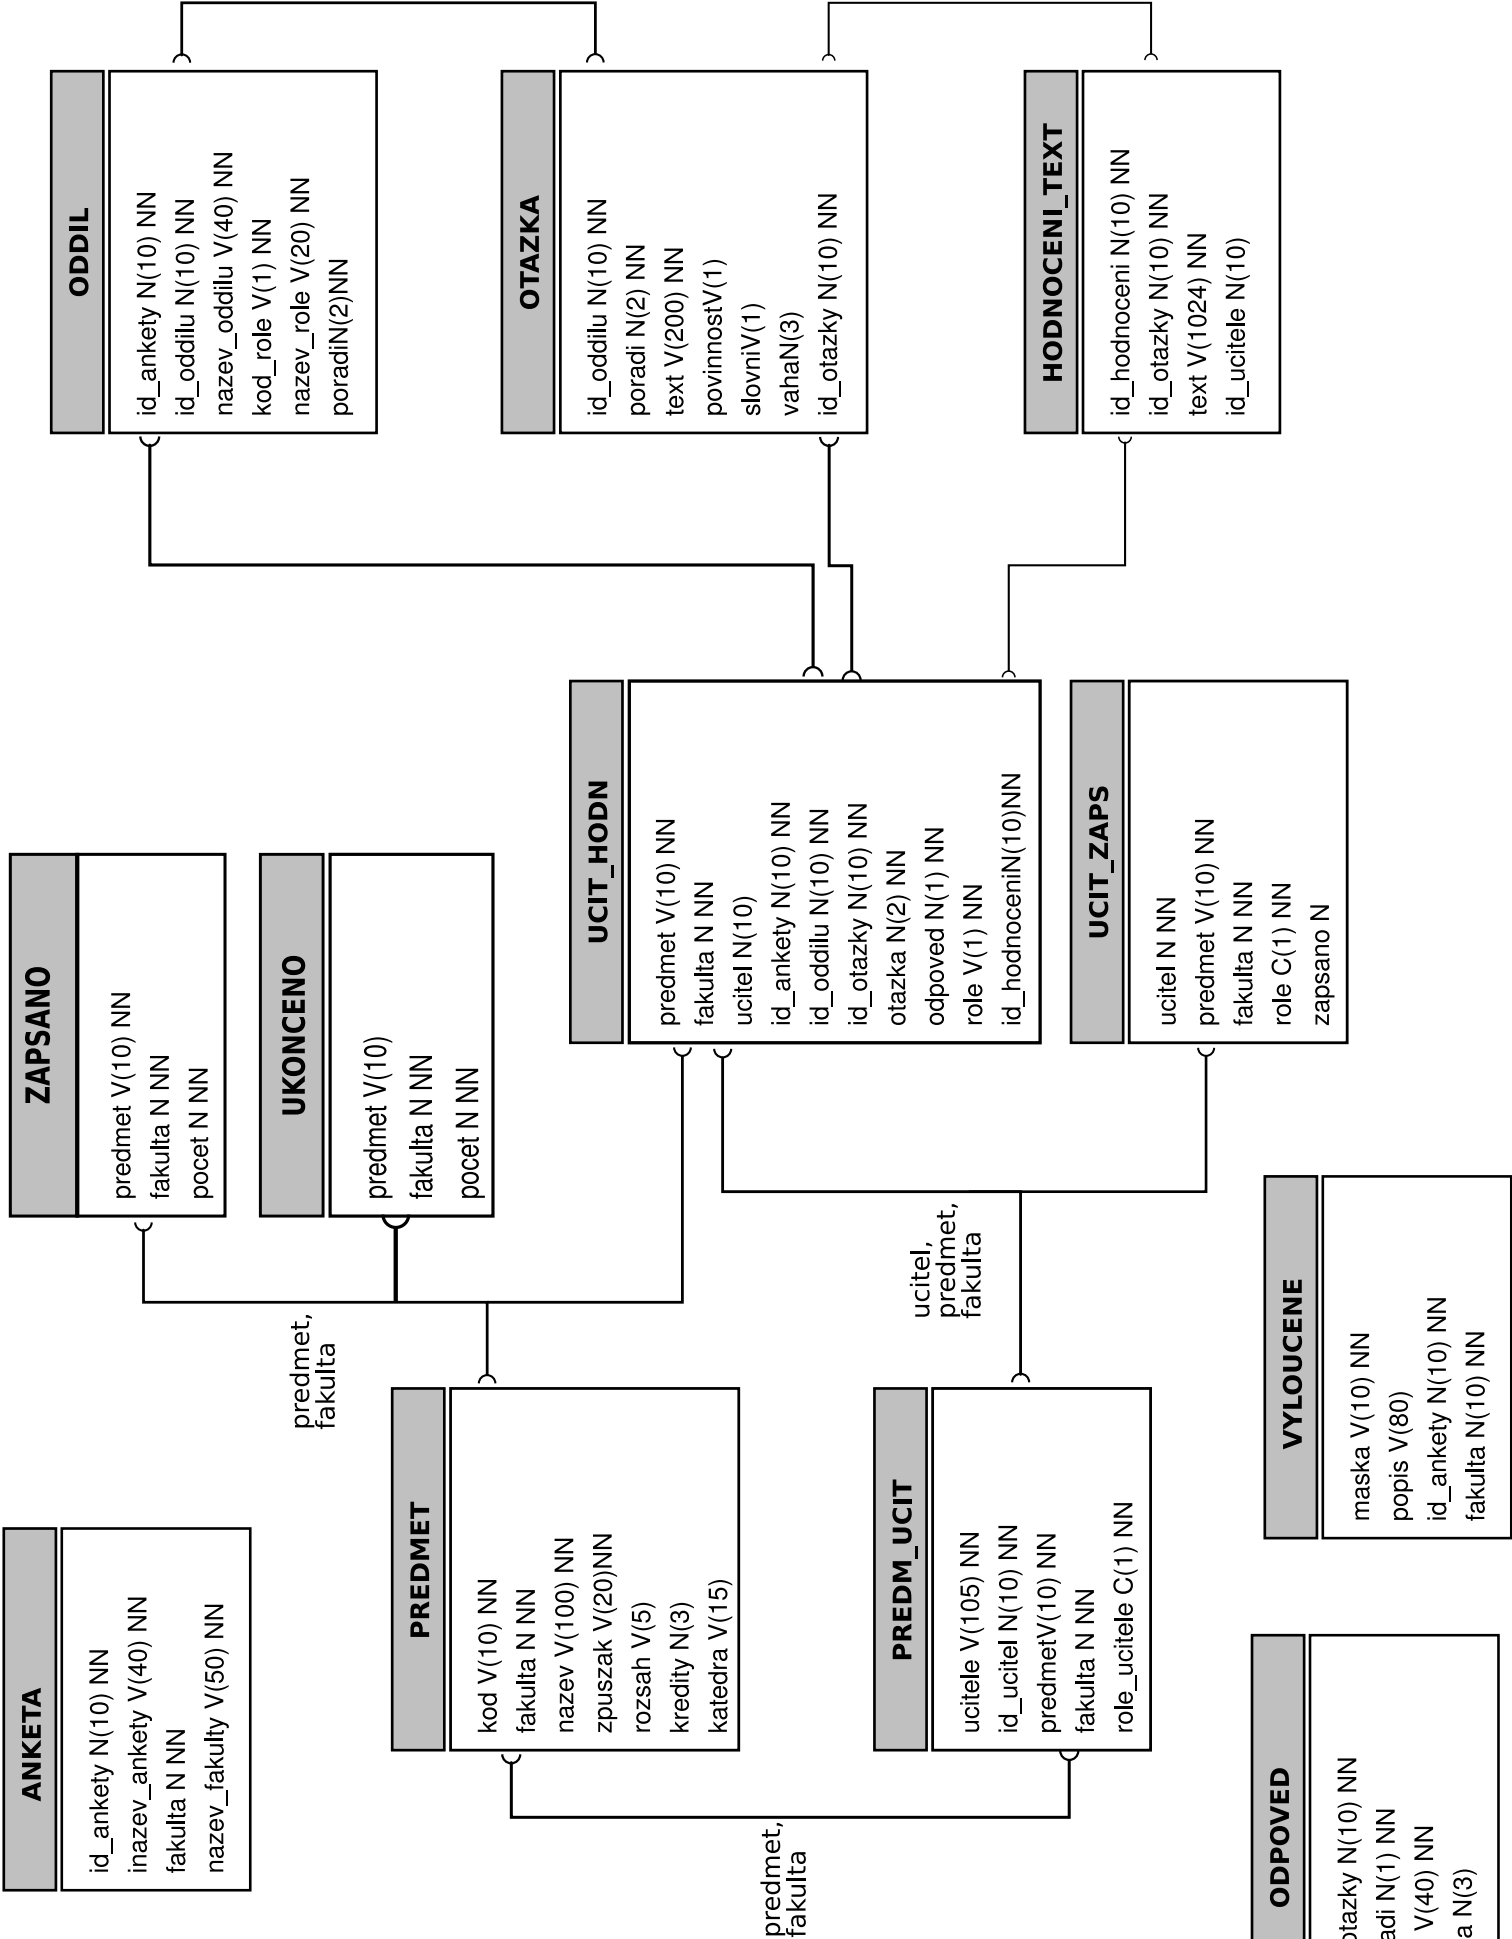 ANKETA
id_ankety N(10) NN
inazev_ankety V(40) NN
fakulta N NN
nazev_fakulty V(50) NN
ZAPSANO
predmet V(10) NN
fakulta N NN
pocet N NN
UKONCENO
predmet V(10)
fakulta N NN
pocet N NN
ODDIL
id_ankety N(10) NN
id_oddilu N(10) NN
nazev_oddilu V(40) NN
kod_role V(1) NN
nazev_role V(20) NN
poradiN(2)NN
predmet,
fakulta
PREDMET
kod V(10) NN
fakulta N NN
nazev V(100) NN
zpuszak V(20)NN
rozsah V(5)
kredity N(3)
katedra V(15)
UCIT_HODN
predmet V(10) NN
fakulta N NN
ucitel N(10)
id_ankety N(10) NN
id_oddilu N(10) NN
id_otazky N(10) NN
otazka N(2) NN
odpoved N(1) NN
role V(1) NN
id_hodnoceniN(10)NN
OTAZKA
id_oddilu N(10) NN
poradi N(2) NN
text V(200) NN
povinnostV(1)
slovniV(1)
vahaN(3)
id_otazky N(10) NN
predmet,
fakulta
PREDM_UCIT
ucitele V(105) NN
id_ucitel N(10) NN
predmetV(10) NN
fakulta N NN
role_ucitele C(1) NN
ucitel,
predmet,
fakulta
UCIT_ZAPS
ucitel N NN
predmet V(10) NN
fakulta N NN
role C(1) NN
zapsano N
HODNOCENI_TEXT
id_hodnoceni N(10) NN
id_otazky N(10) NN
text V(1024) NN
id_ucitele N(10)
ODPOVED
otazky N(10) NN
adi N(1) NN
V(40) NN
a N(3)
VYLOUCENE
maska V(10) NN
popis V(80)
id_ankety N(10) NN
fakulta N(10) NN